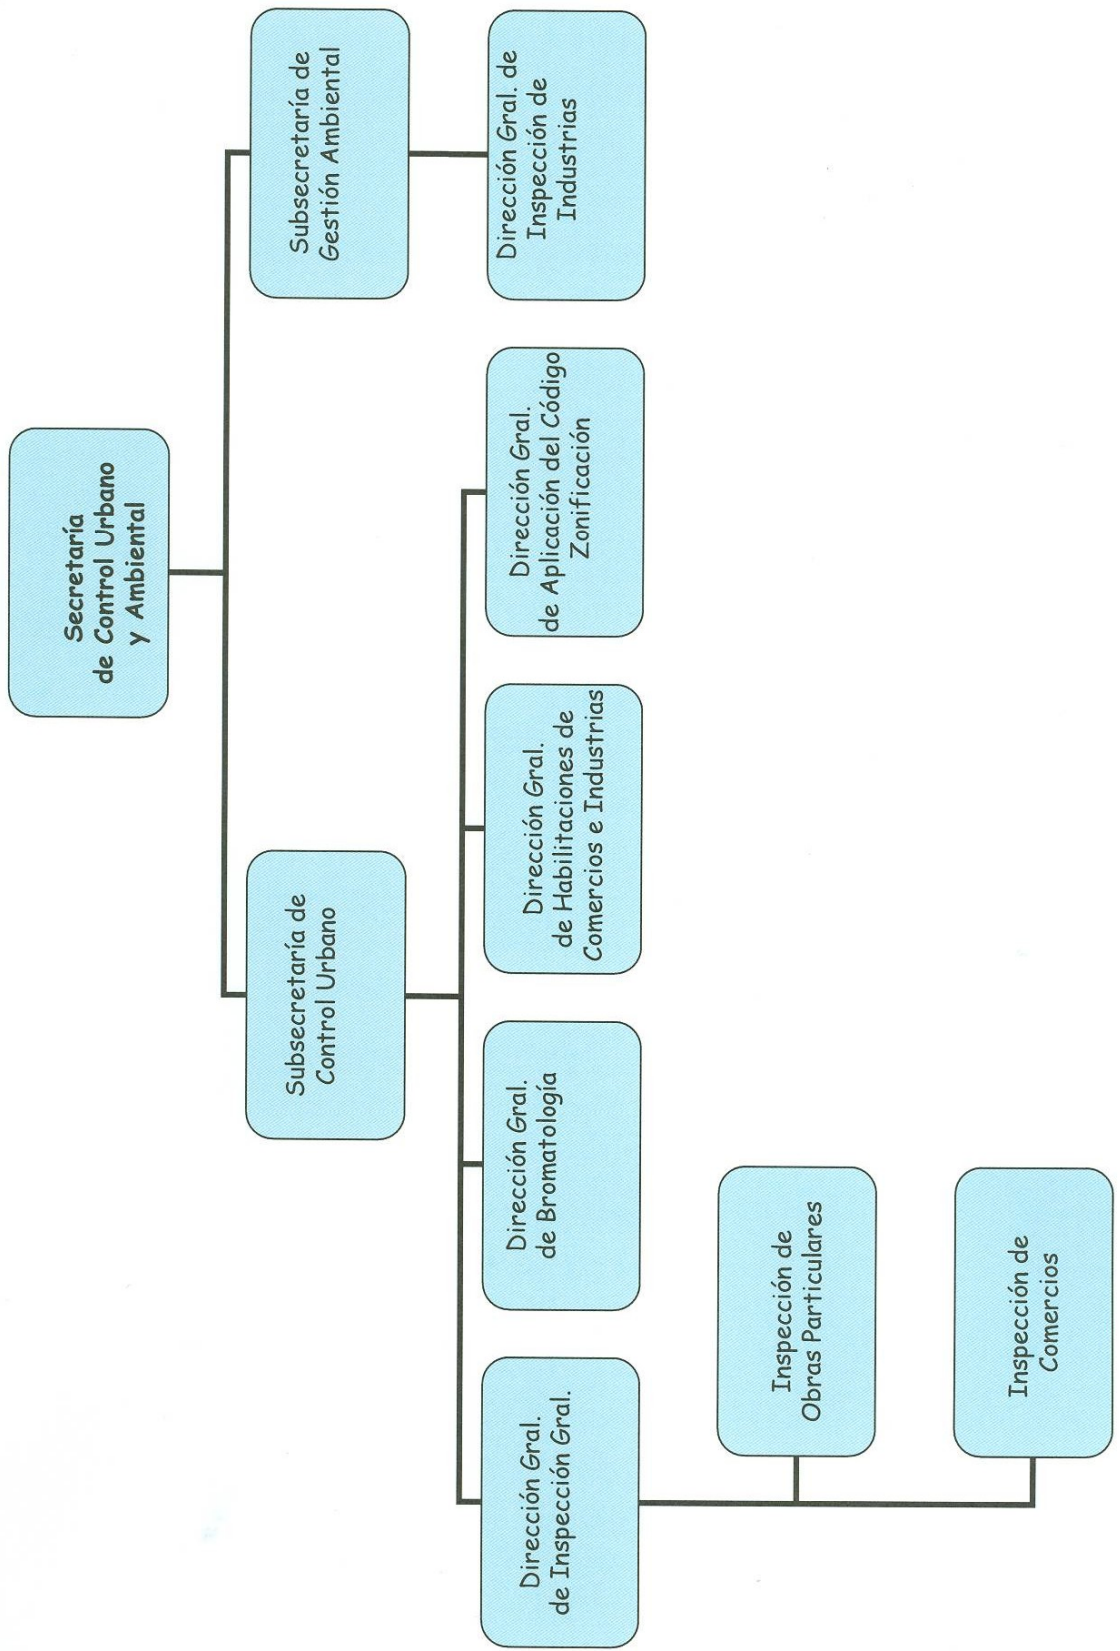 Secretaría
de Control Urbano
y Ambiental
Subsecretaría de
Control Urbano
Subsecretaría de
Gestión Ambiental
Dirección Gral.
de Inspección Gral.
Dirección Gral.
de Bromatología
Dirección Gral.
de Habilitaciones de
Comercios e Industrias
Dirección Gral.
de Aplicación del Código
Zonificación
Dirección Gral. de
Inspección de
Industrias
Inspección de
Obras Particulares
Inspección de
Comercios